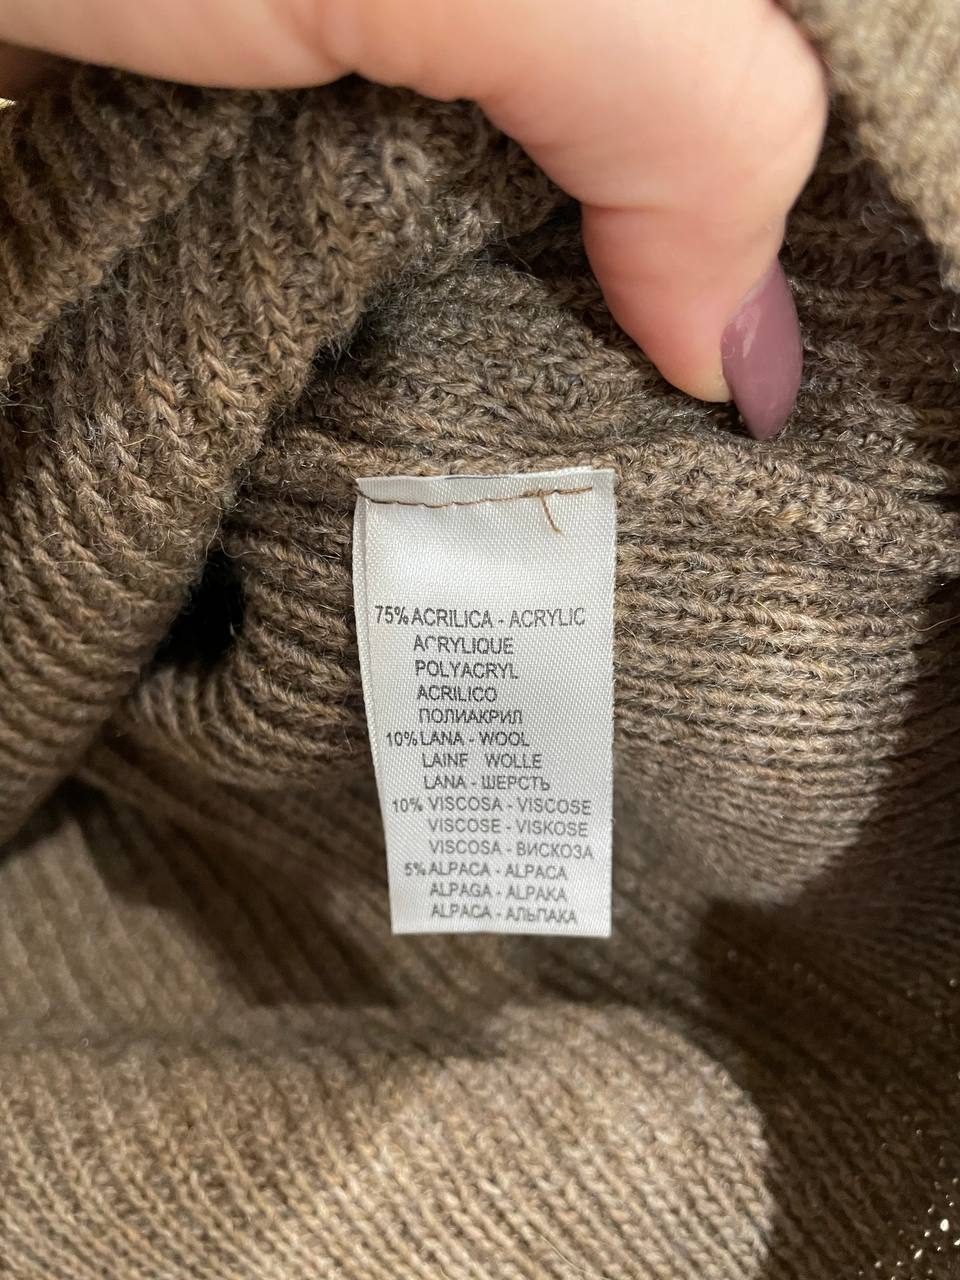 75% ACRILICA - ACRYLIC
ACRYLIQUE
POLYACRYL
ACRILICO
ПОЛИАКРИЛ
10% LANA - WOOL
LAINE WOLLE
LANA - ШЕРСТЬ
10% VISCOSA - VISCOSE
VISCOSE - VISKOSE
VISCOSA - ВИСКОЗА
5% ALPACA - ALPACA
ALPAGA - ALPAKA
ALPACA - АЛЬПАКА